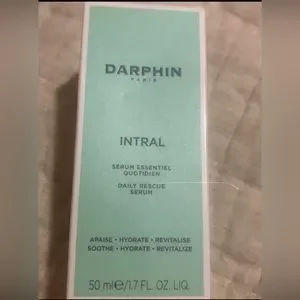 DARPHIN
PARIS
INTRAL
SÉRUM ESSENTIEL
QUOTIDIEN
DAILY RESCUE
SERUM
APAISE • HYDRATE • REVITALISE
SOOTHE • HYDRATE • REVITALIZE
50 ml℮/1.7 FL. OZ. LIQ.